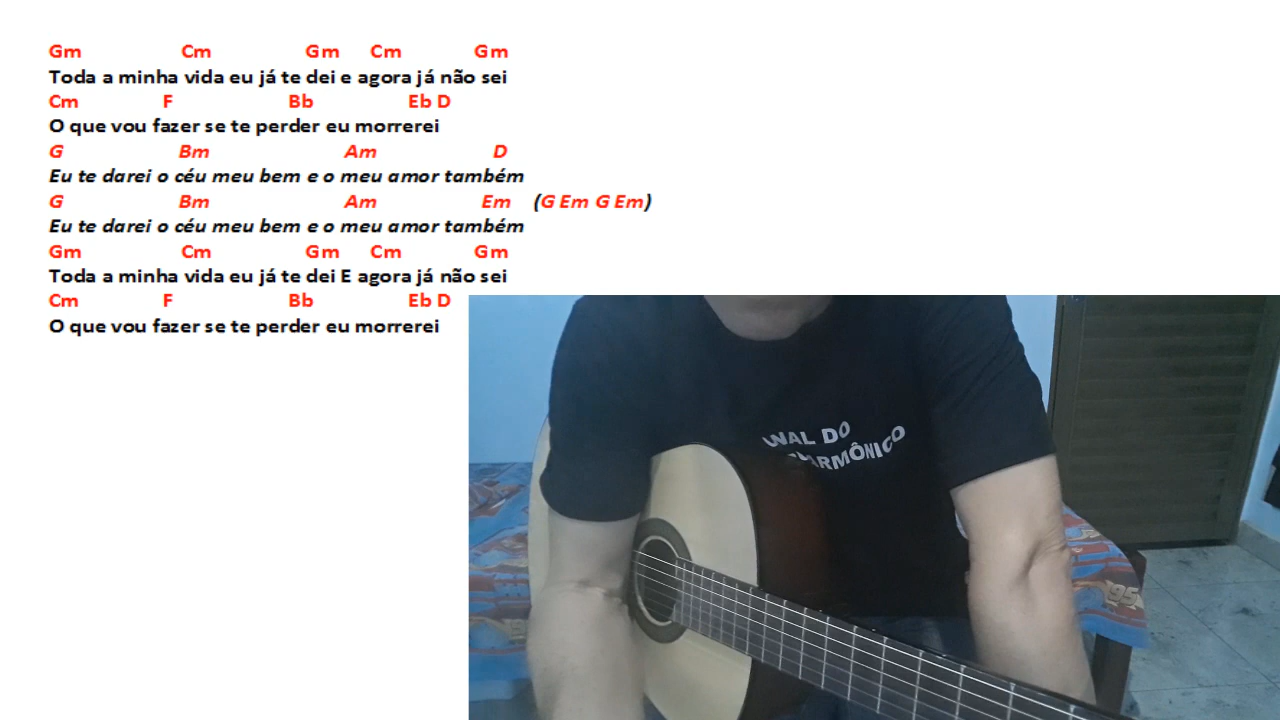 Gm Cm Gm Cm Gm
Toda a minha vida eu já te dei e agora já não sei
Cm F Bb Eb D
O que vou fazer se te perder eu morrerei
G Bm Am D
Eu te darei o céu meu bem e o meu amor também
G Bm Am Em (G Em G Em)
Eu te darei o céu meu bem e o meu amor também
Gm Cm Gm Cm Gm
Toda a minha vida eu já te dei E agora já não sei
Cm F Bb Eb D
O que vou fazer se te perder eu morrerei
WAL DO
95